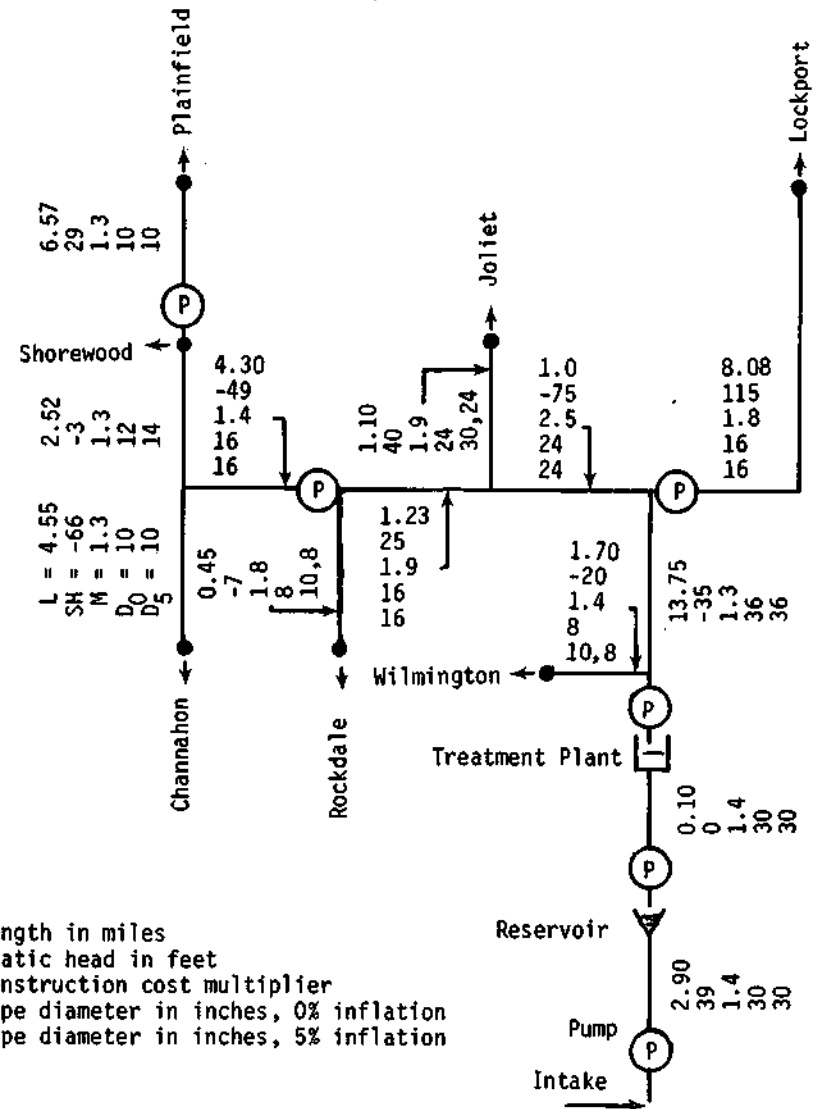 Plainfield
Lockport
6.57
29
1.3
10
10
P
Joliet
Shorewood
4.30
-49
1.4
16
16
2.52
-3
1.3
12
14
1.10
40
1.9
24
30,24
1.0
-75
2.5
24
24
8.08
115
1.8
16
16
P
P
L = 4.55
SH = -66
M = 1.3
D0 = 10
D5 = 10
0.45
-7
1.8
8
10,8
1.23
25
1.9
16
16
1.70
-20
1.4
8
10,8
13.75
-35
1.3
36
36
Channahon
Rockdale
Wilmington
P
Treatment Plant
0.10
0
1.4
30
30
P
Reservoir
2.90
39
1.4
30
30
Pump
P
Intake
ngth in miles
atic head in feet
nstruction cost multiplier
pe diameter in inches, 0% inflation
pe diameter in inches, 5% inflation